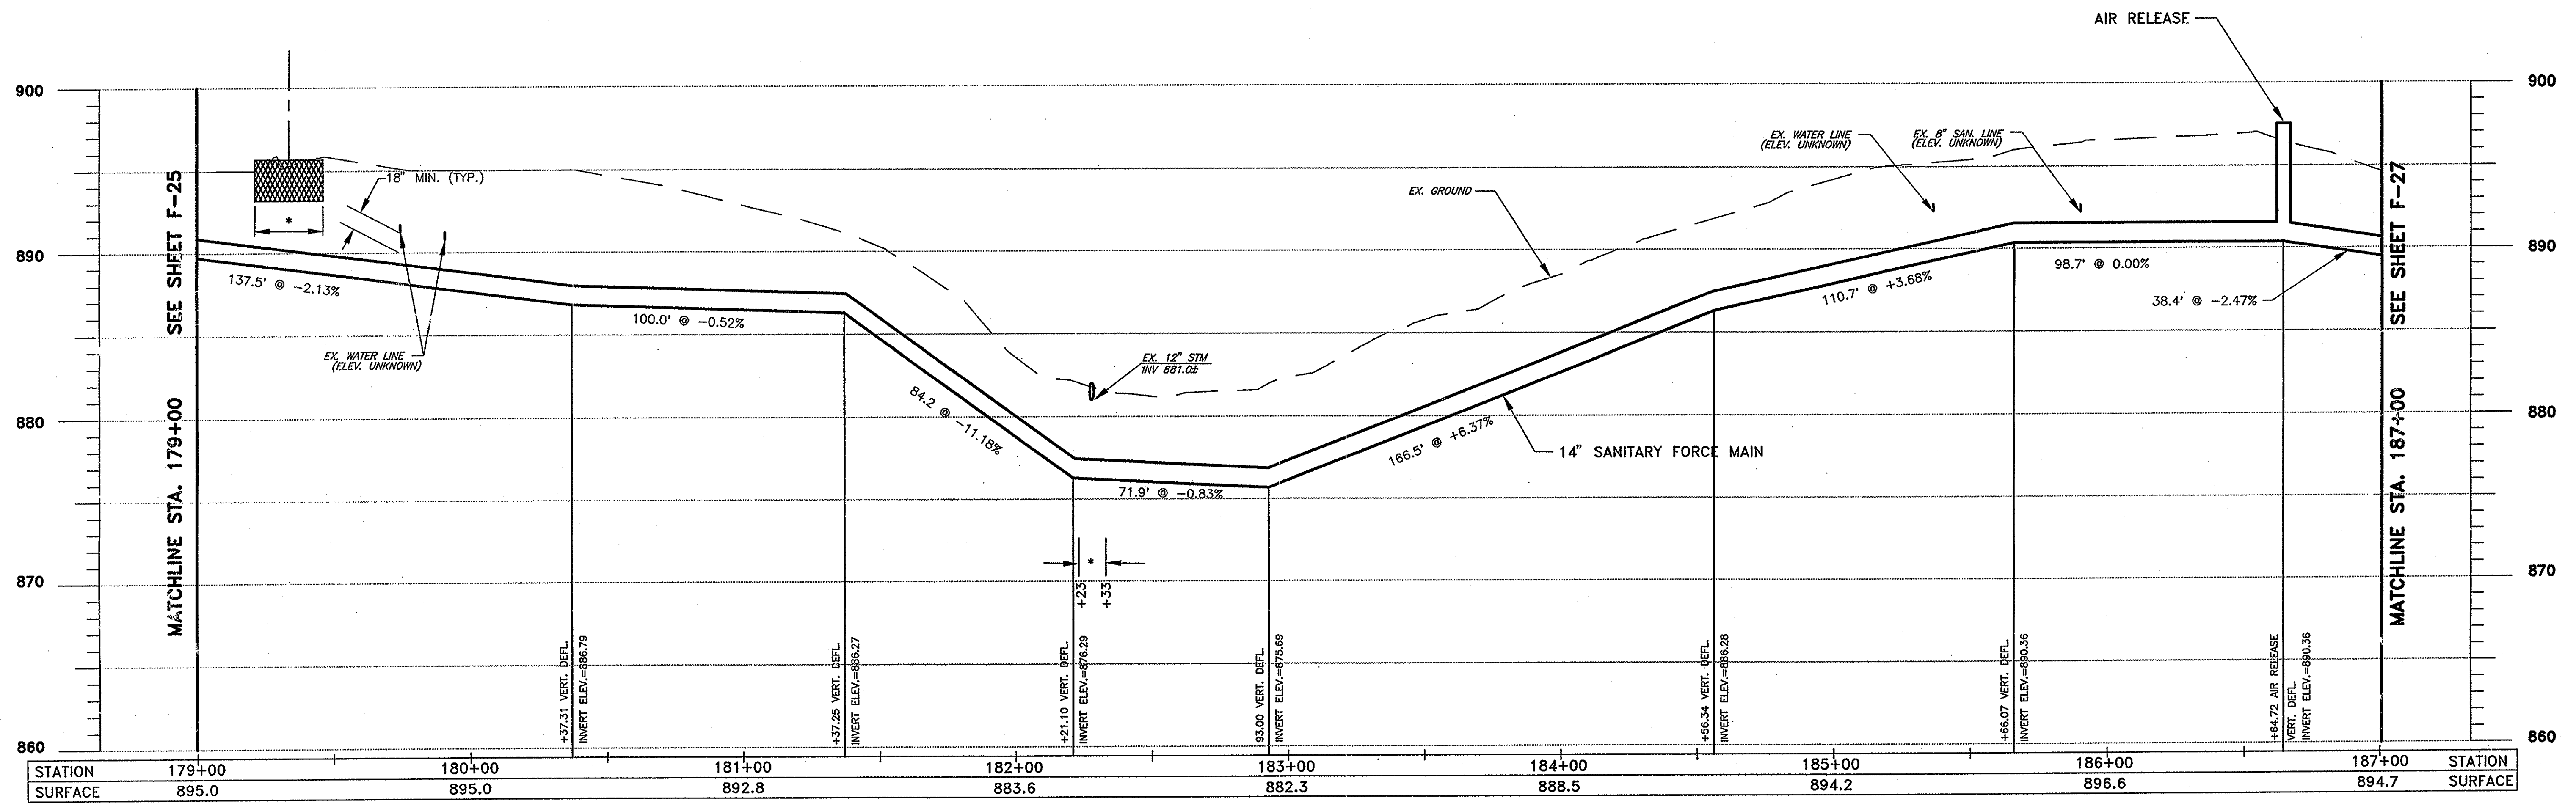 AIR RELEASE
900
900
EX. WATER LINE
(ELEV. UNKNOWN)
EX. 8" SAN. LINE
(ELEV. UNKNOWN)
18" MIN. (TYP.)
*
EX. GROUND
MATCHLINE STA. 179+00 SEE SHEET F-25
MATCHLINE STA. 187+00 SEE SHEET F-27
890
890
137.5' @ -2.13%
98.7' @ 0.00%
110.7' @ +3.68%
38.4' @ -2.47%
100.0' @ -0.52%
EX. WATER LINE
(ELEV. UNKNOWN)
EX. 12" STM
INV 881.0±
84.2 @ -11.18%
880
880
166.5' @ +6.37%
14" SANITARY FORCE MAIN
71.9' @ -0.83%
*
+23
+33
870
870
+37.31 VERT. DEFL.
INVERT ELEV.=886.79
+37.25 VERT. DEFL.
INVERT ELEV.=886.27
+21.10 VERT. DEFL.
INVERT ELEV.=876.29
93.00 VERT. DEFL.
INVERT ELEV.=875.69
+56.34 VERT. DEFL.
INVERT ELEV.=886.28
+66.07 VERT. DEFL.
INVERT ELEV.=890.36
+64.72 AIR RELEASE
VERT. DEFL.
INVERT ELEV.=890.36
860
860
STATION 179+00 180+00 181+00 182+00 183+00 184+00 185+00 186+00 187+00 STATION
SURFACE 895.0 895.0 892.8 883.6 882.3 888.5 894.2 896.6 894.7 SURFACE